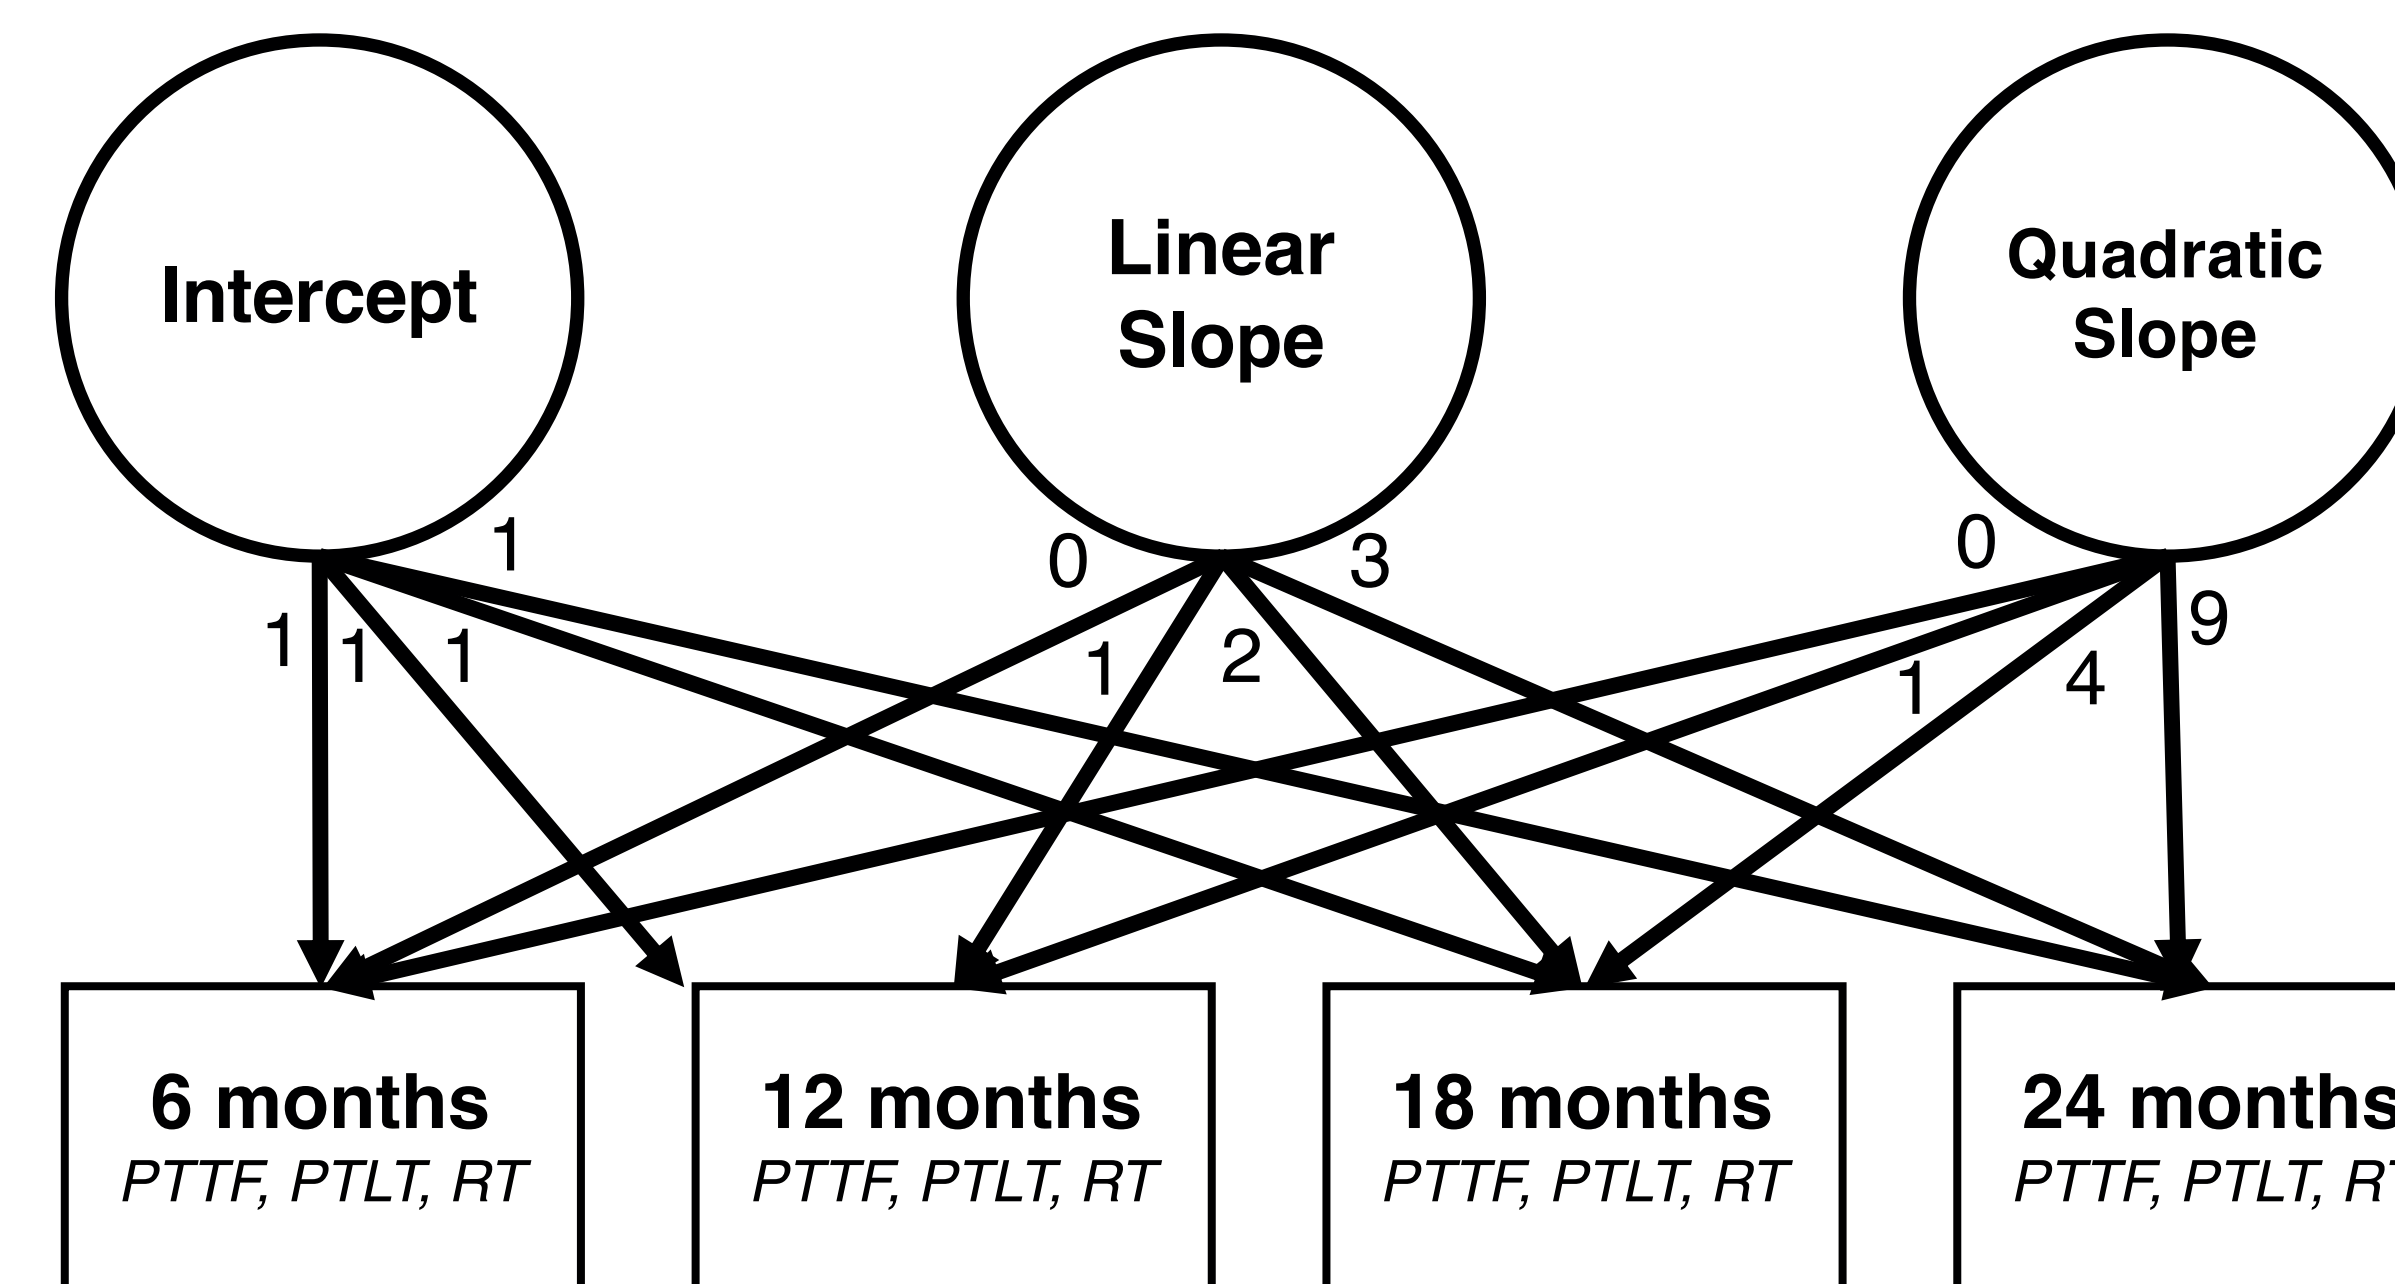 Intercept
Linear
Slope
Quadratic
Slope
1
0
3
0
1
1
1
1
2
1
4
9
6 months
PTTF, PTLT, RT
12 months
PTTF, PTLT, RT
18 months
PTTF, PTLT, RT
24 months
PTTF, PTLT, RT